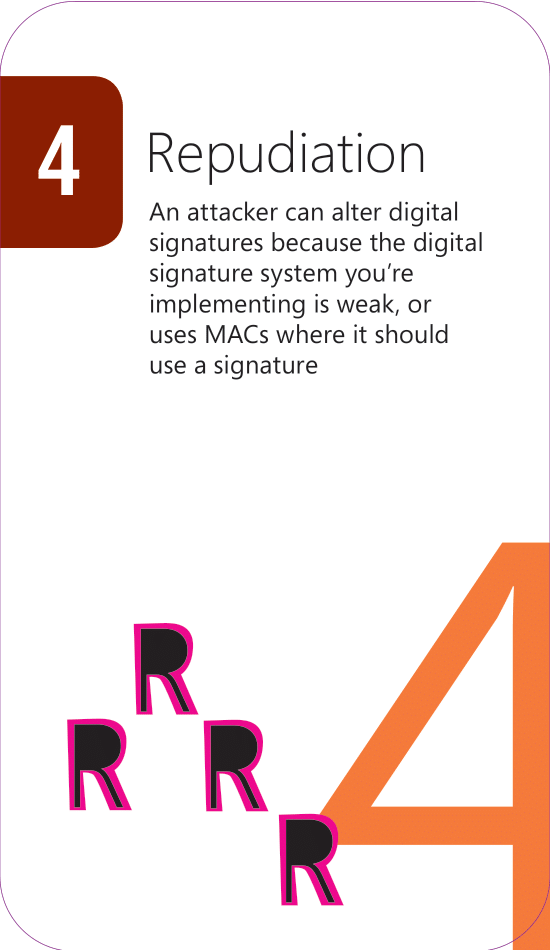 4
Repudiation
An attacker can alter digital
signatures because the digital
signature system you’re
implementing is weak, or
uses MACs where it should
use a signature
4
R
R R
R